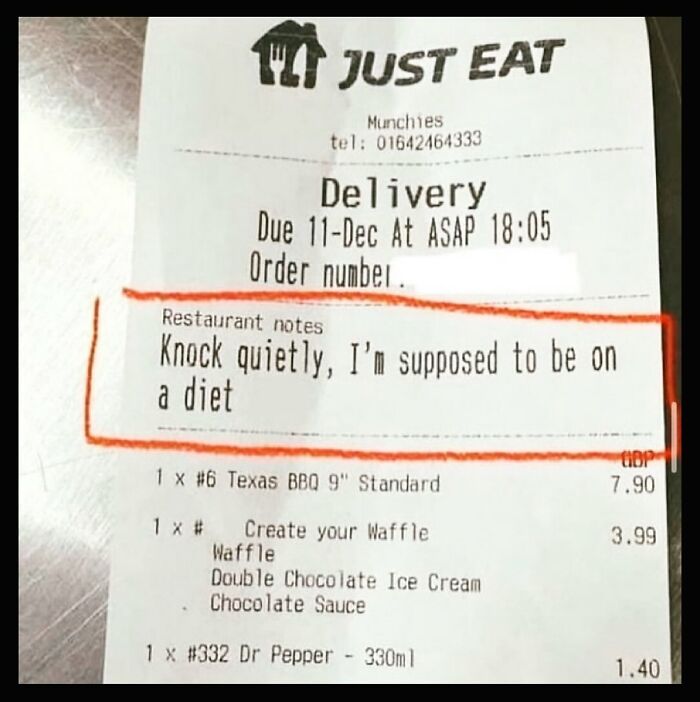 JUST EAT
Munchies
tel: 01642464333
Delivery
Due 11-Dec At ASAP 18:05
Order number.
Restaurant notes
Knock quietly, I'm supposed to be on
a diet
GBP
1 x #6 Texas BBQ 9" Standard 7.90
1 x # Create your Waffle 3.99
Waffle
Double Chocolate Ice Cream
Chocolate Sauce
1 x #332 Dr Pepper - 330ml 1.40